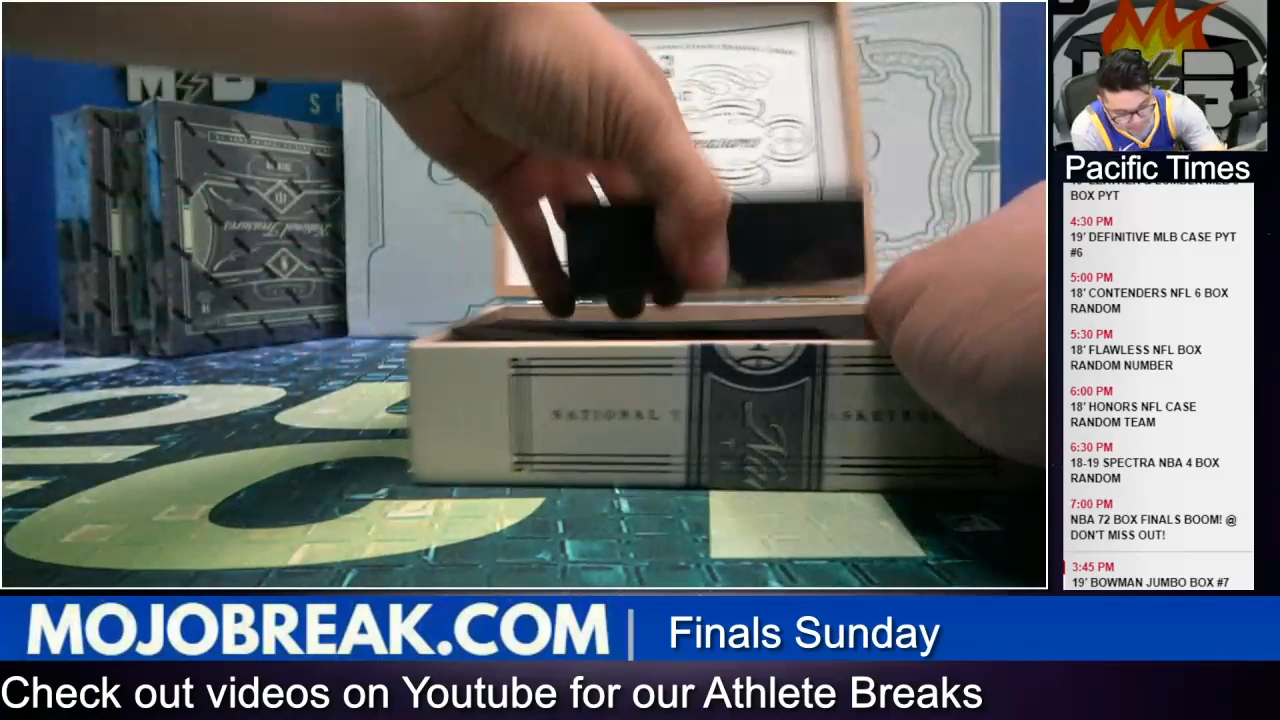 M B
S P
National Treasures
NATIONAL
Pacific Times
BOX PYT
4:30 PM
19' DEFINITIVE MLB CASE PYT
#6
5:00 PM
18' CONTENDERS NFL 6 BOX
RANDOM
5:30 PM
18' FLAWLESS NFL BOX
RANDOM NUMBER
6:00 PM
18' HONORS NFL CASE
RANDOM TEAM
6:30 PM
18-19 SPECTRA NBA 4 BOX
RANDOM
7:00 PM
NBA 72 BOX FINALS BOOM! @
DON'T MISS OUT!
3:45 PM
19' BOWMAN JUMBO BOX #7
MOJOBREAK.COM | Finals Sunday
Check out videos on Youtube for our Athlete Breaks